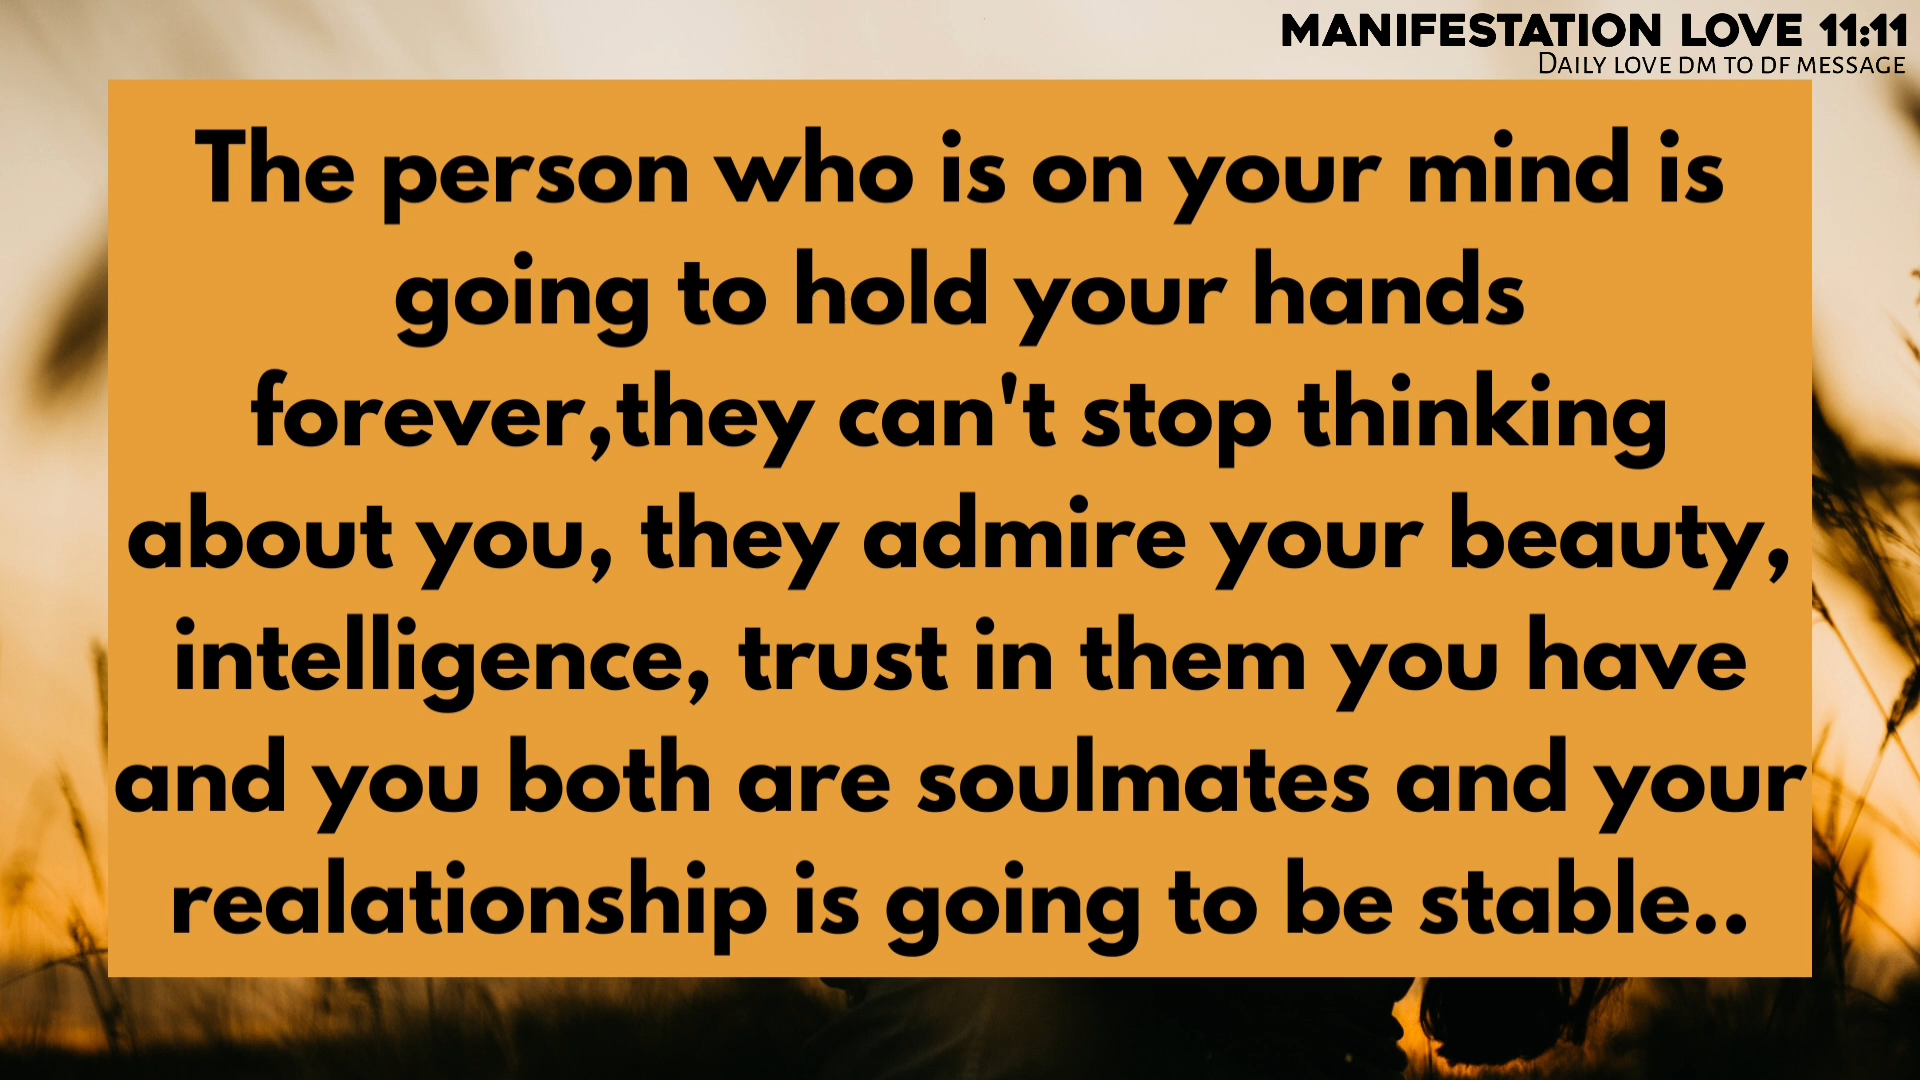 MANIFESTATION LOVE 11:11
DAILY LOVE DM TO DF MESSAGE
The person who is on your mind is
going to hold your hands
forever,they can't stop thinking
about you, they admire your beauty,
intelligence, trust in them you have
and you both are soulmates and your
realationship is going to be stable..